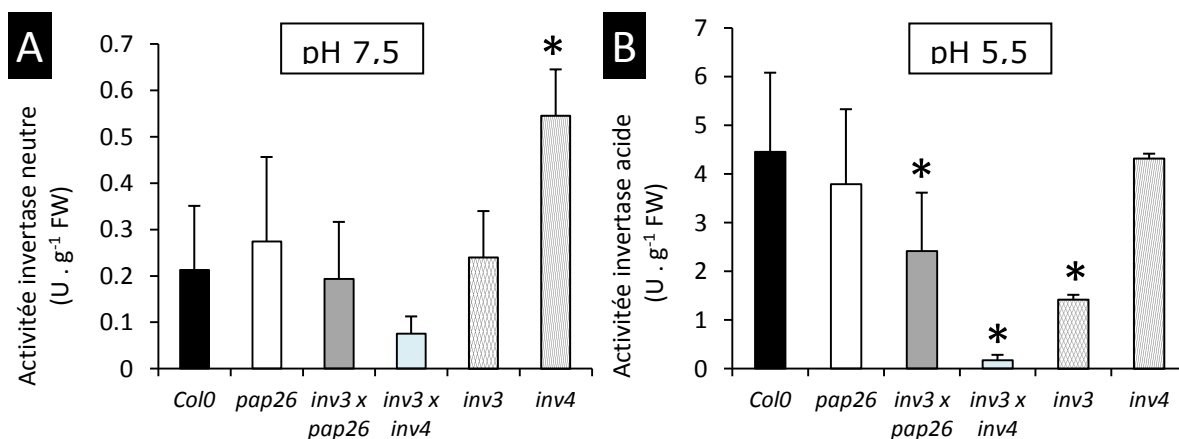 A
pH 7,5
Activitée invertase neutre
(U . g⁻¹ FW)
0.7
0.6
0.5
0.4
0.3
0.2
0.1
0
*
Col0 pap26 inv3 x pap26 inv3 x inv4 inv3 inv4
B
pH 5,5
Activitée invertase acide
(U . g⁻¹ FW)
7
6
5
4
3
2
1
0
*
*
*
Col0 pap26 inv3 x pap26 inv3 x inv4 inv3 inv4